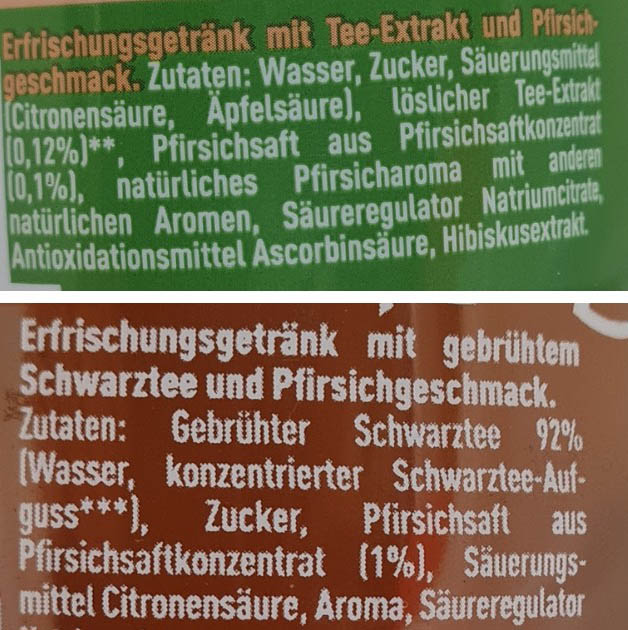 Erfrischungsgetränk mit Tee-Extrakt und Pfirsich-
geschmack. Zutaten: Wasser, Zucker, Säuerungsmittel
(Citronensäure, Äpfelsäure), löslicher Tee-Extrakt
(0,12%)**, Pfirsichsaft aus Pfirsichsaftkonzentrat
(0,1%), natürliches Pfirsicharoma mit anderen
natürlichen Aromen, Säureregulator Natriumcitrate,
Antioxidationsmittel Ascorbinsäure, Hibiskusextrakt.
Erfrischungsgetränk mit gebrühtem
Schwarztee und Pfirsichgeschmack.
Zutaten: Gebrühter Schwarztee 92%
(Wasser, konzentrierter Schwarztee-Auf-
guss***), Zucker, Pfirsichsaft aus
Pfirsichsaftkonzentrat (1%), Säuerungs-
mittel Citronensäure, Aroma, Säureregulator